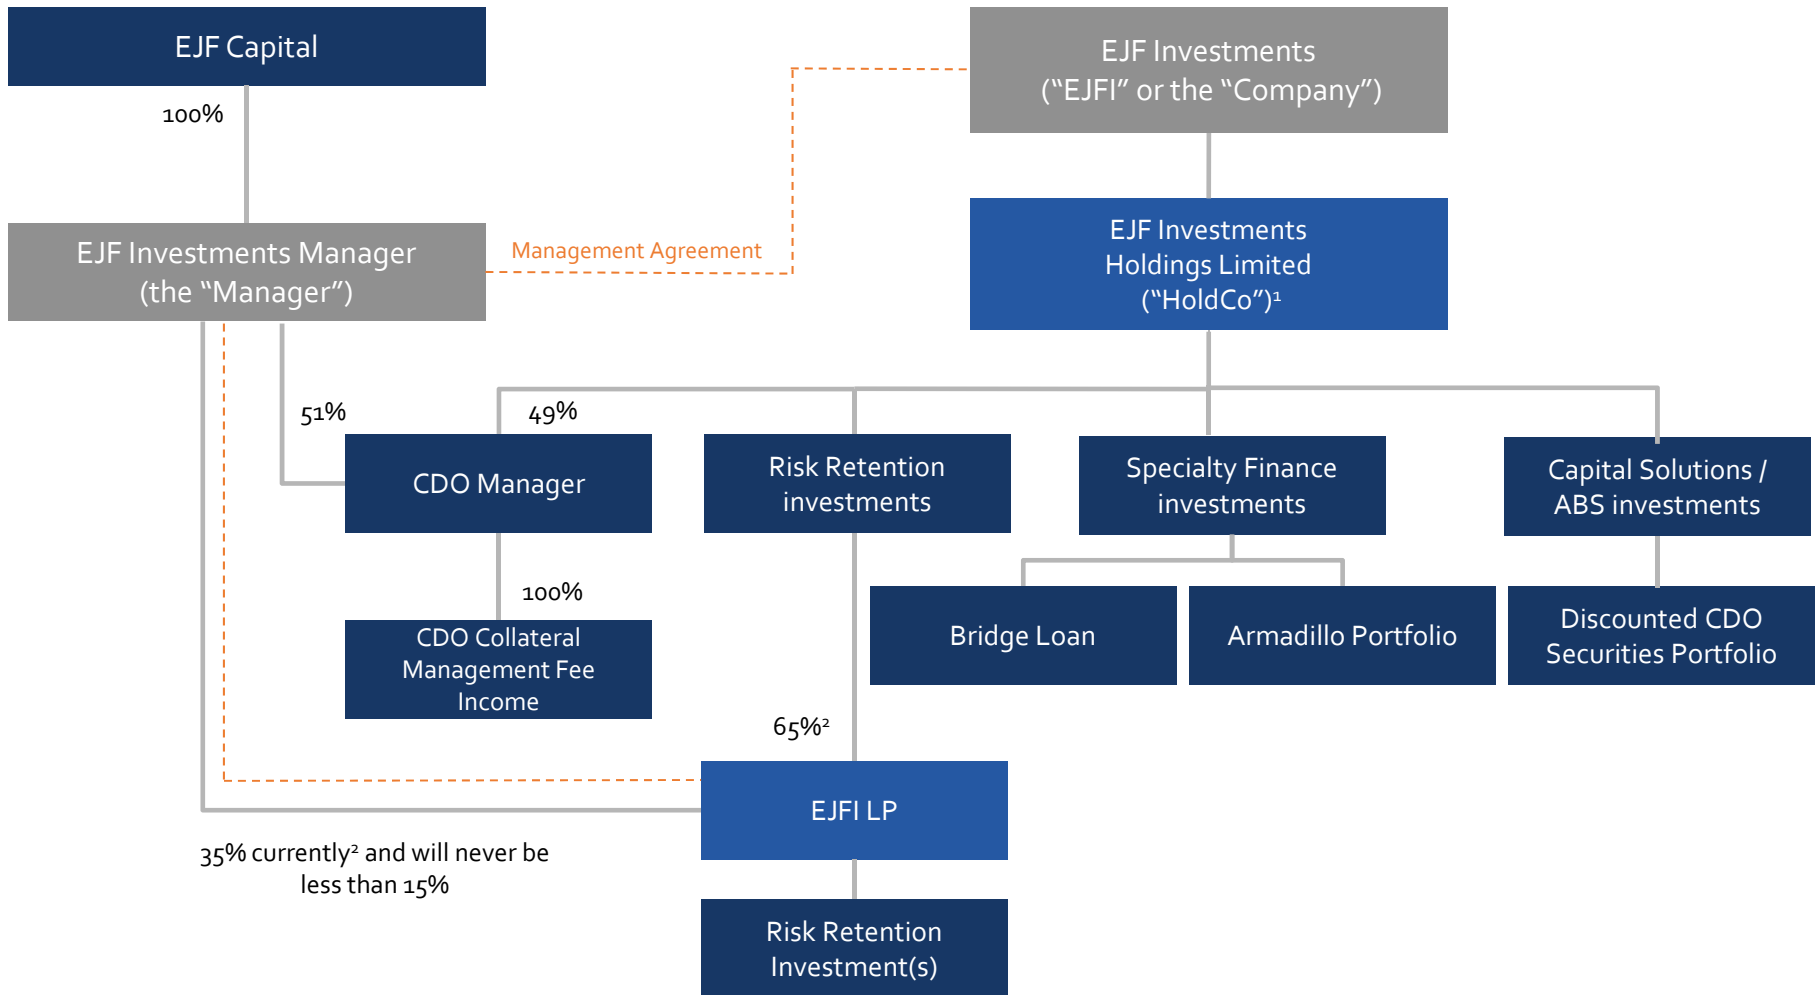 EJF Capital
EJF Investments
(“EJFI” or the “Company”)
100%
EJF Investments Manager
(the “Manager”)
Management Agreement
EJF Investments
Holdings Limited
(“HoldCo”)¹
51%
49%
CDO Manager
Risk Retention
investments
Specialty Finance
investments
Capital Solutions /
ABS investments
100%
CDO Collateral
Management Fee
Income
Bridge Loan
Armadillo Portfolio
Discounted CDO
Securities Portfolio
65%²
EJFI LP
35% currently² and will never be
less than 15%
Risk Retention
Investment(s)